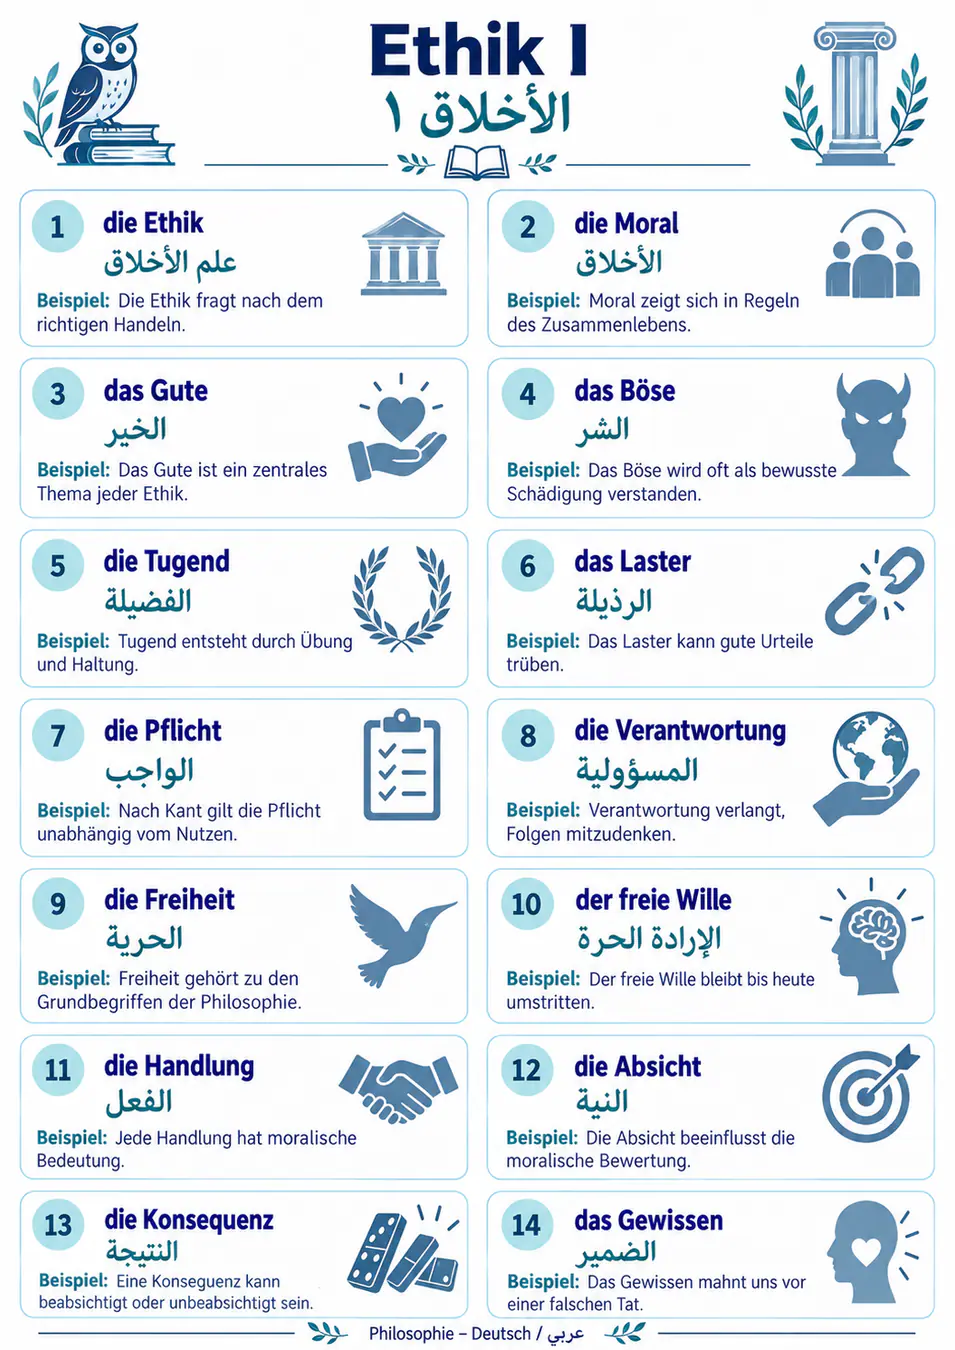 Ethik I
الأخلاق ١
1
die Ethik
علم الأخلاق
Beispiel: Die Ethik fragt nach dem
richtigen Handeln.
2
die Moral
الأخلاق
Beispiel: Moral zeigt sich in Regeln
des Zusammenlebens.
3
das Gute
الخير
Beispiel: Das Gute ist ein zentrales
Thema jeder Ethik.
4
das Böse
الشر
Beispiel: Das Böse wird oft als bewusste
Schädigung verstanden.
5
die Tugend
الفضيلة
Beispiel: Tugend entsteht durch Übung
und Haltung.
6
das Laster
الرذيلة
Beispiel: Das Laster kann gute Urteile
trüben.
7
die Pflicht
الواجب
Beispiel: Nach Kant gilt die Pflicht
unabhängig vom Nutzen.
8
die Verantwortung
المسؤولية
Beispiel: Verantwortung verlangt,
Folgen mitzudenken.
9
die Freiheit
الحرية
Beispiel: Freiheit gehört zu den
Grundbegriffen der Philosophie.
10
der freie Wille
الإرادة الحرة
Beispiel: Der freie Wille bleibt bis heute
umstritten.
11
die Handlung
الفعل
Beispiel: Jede Handlung hat moralische
Bedeutung.
12
die Absicht
النية
Beispiel: Die Absicht beeinflusst die
moralische Bewertung.
13
die Konsequenz
النتيجة
Beispiel: Eine Konsequenz kann
beabsichtigt oder unbeabsichtigt sein.
14
das Gewissen
الضمير
Beispiel: Das Gewissen mahnt uns vor
einer falschen Tat.
Philosophie – Deutsch / عربي